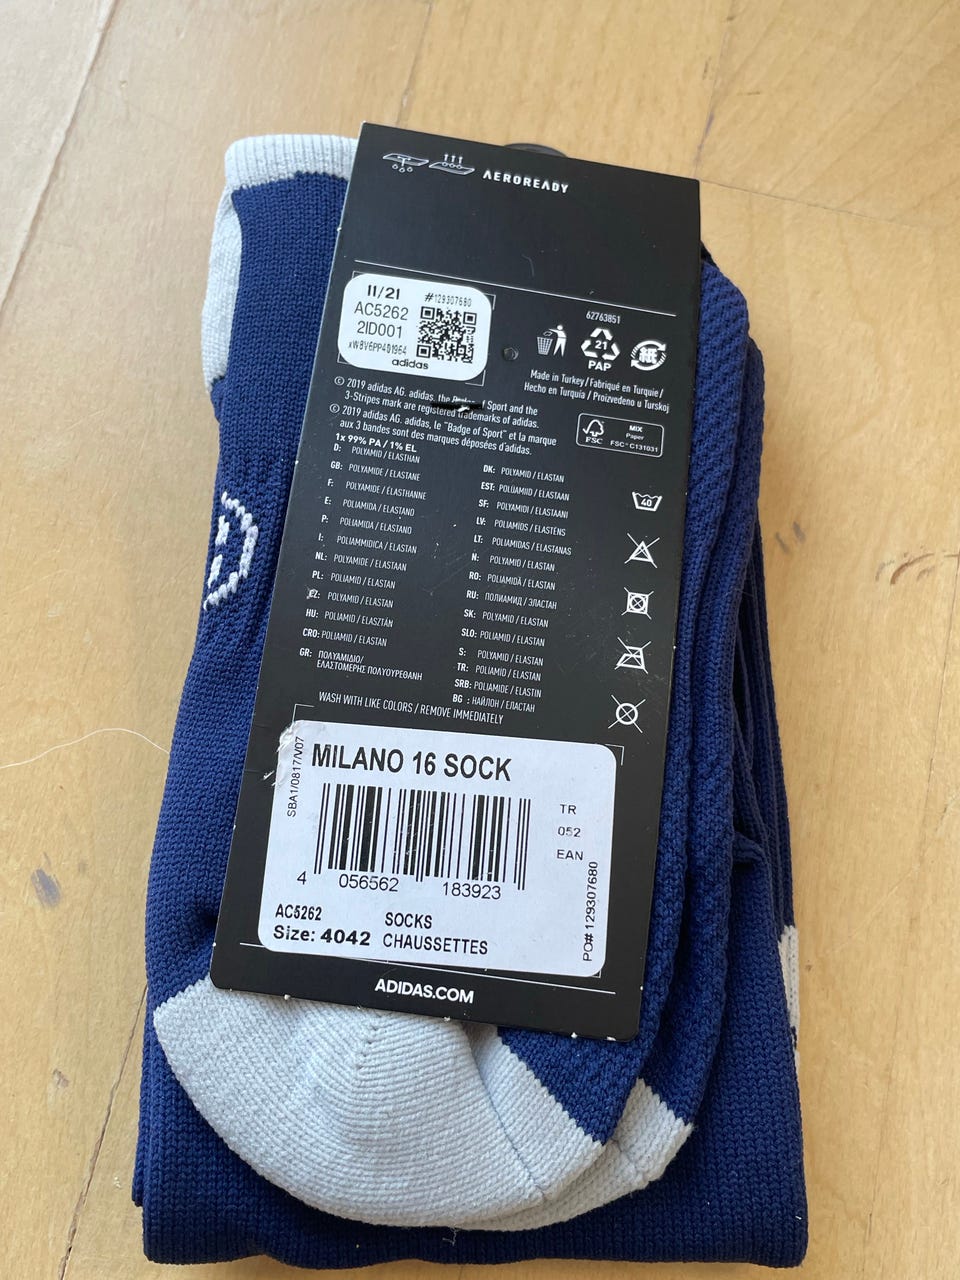 AEROREADY
11/21 #129307680
AC5262
2ID001
xW8V6PP401964
adidas
62763851
21
PAP
紙
Made in Turkey / Fabriqué en Turquie /
Hecho en Turquía / Proizvedeno u Turskoj
© 2019 adidas AG. adidas, the of Sport and the
3-Stripes mark are registered trademarks of adidas.
© 2019 adidas AG. adidas, le "Badge of Sport" et la marque
aux 3 bandes sont des marques déposées d'adidas.
FSC
MIX
Paper
FSC® C131031
1x 99% PA / 1% EL
D: POLYAMID / ELASTHAN
GB: POLYAMIDE / ELASTANE
F: POLYAMIDE / ÉLASTHANNE
E: POLIAMIDA / ELASTANO
P: POLIAMIDA / ELASTANO
I: POLIAMMIDICA / ELASTAN
NL: POLYAMIDE / ELASTAAN
PL: POLIAMID / ELASTAN
CZ: POLYAMID / ELASTAN
HU: POLIAMID / ELASZTÁN
CRO: POLIAMID / ELASTAN
GR: ΠΟΛΥΑΜΙΔΙΟ/
ΕΛΑΣΤΟΜΕΡΗΣ ΠΟΛΥΟΥΡΕΘΑΝΗ
DK: POLYAMID / ELASTAN
EST: POLÜAMIID / ELASTAAN
SF: POLYAMIDI / ELASTAANI
LV: POLIAMĪDS / ELASTĒNS
LT: POLIAMIDAS / ELASTANAS
N: POLYAMID / ELASTAN
RO: POLIAMIDĂ / ELASTAN
RU: ПОЛИАМИД / ЭЛАСТАН
SK: POLYAMID / ELASTAN
SLO: POLIAMID / ELASTAN
S: POLYAMID / ELASTAN
TR: POLIAMID / ELASTAN
SRB: POLIAMIDE / ELASTIN
BG : НАЙЛОН / ЕЛАСТАН
40
WASH WITH LIKE COLORS / REMOVE IMMEDIATELY
SBA1/0817/V07
MILANO 16 SOCK
TR
052
EAN
4 056562 183923
PO# 129307680
AC5262 SOCKS
Size: 4042 CHAUSSETTES
ADIDAS.COM